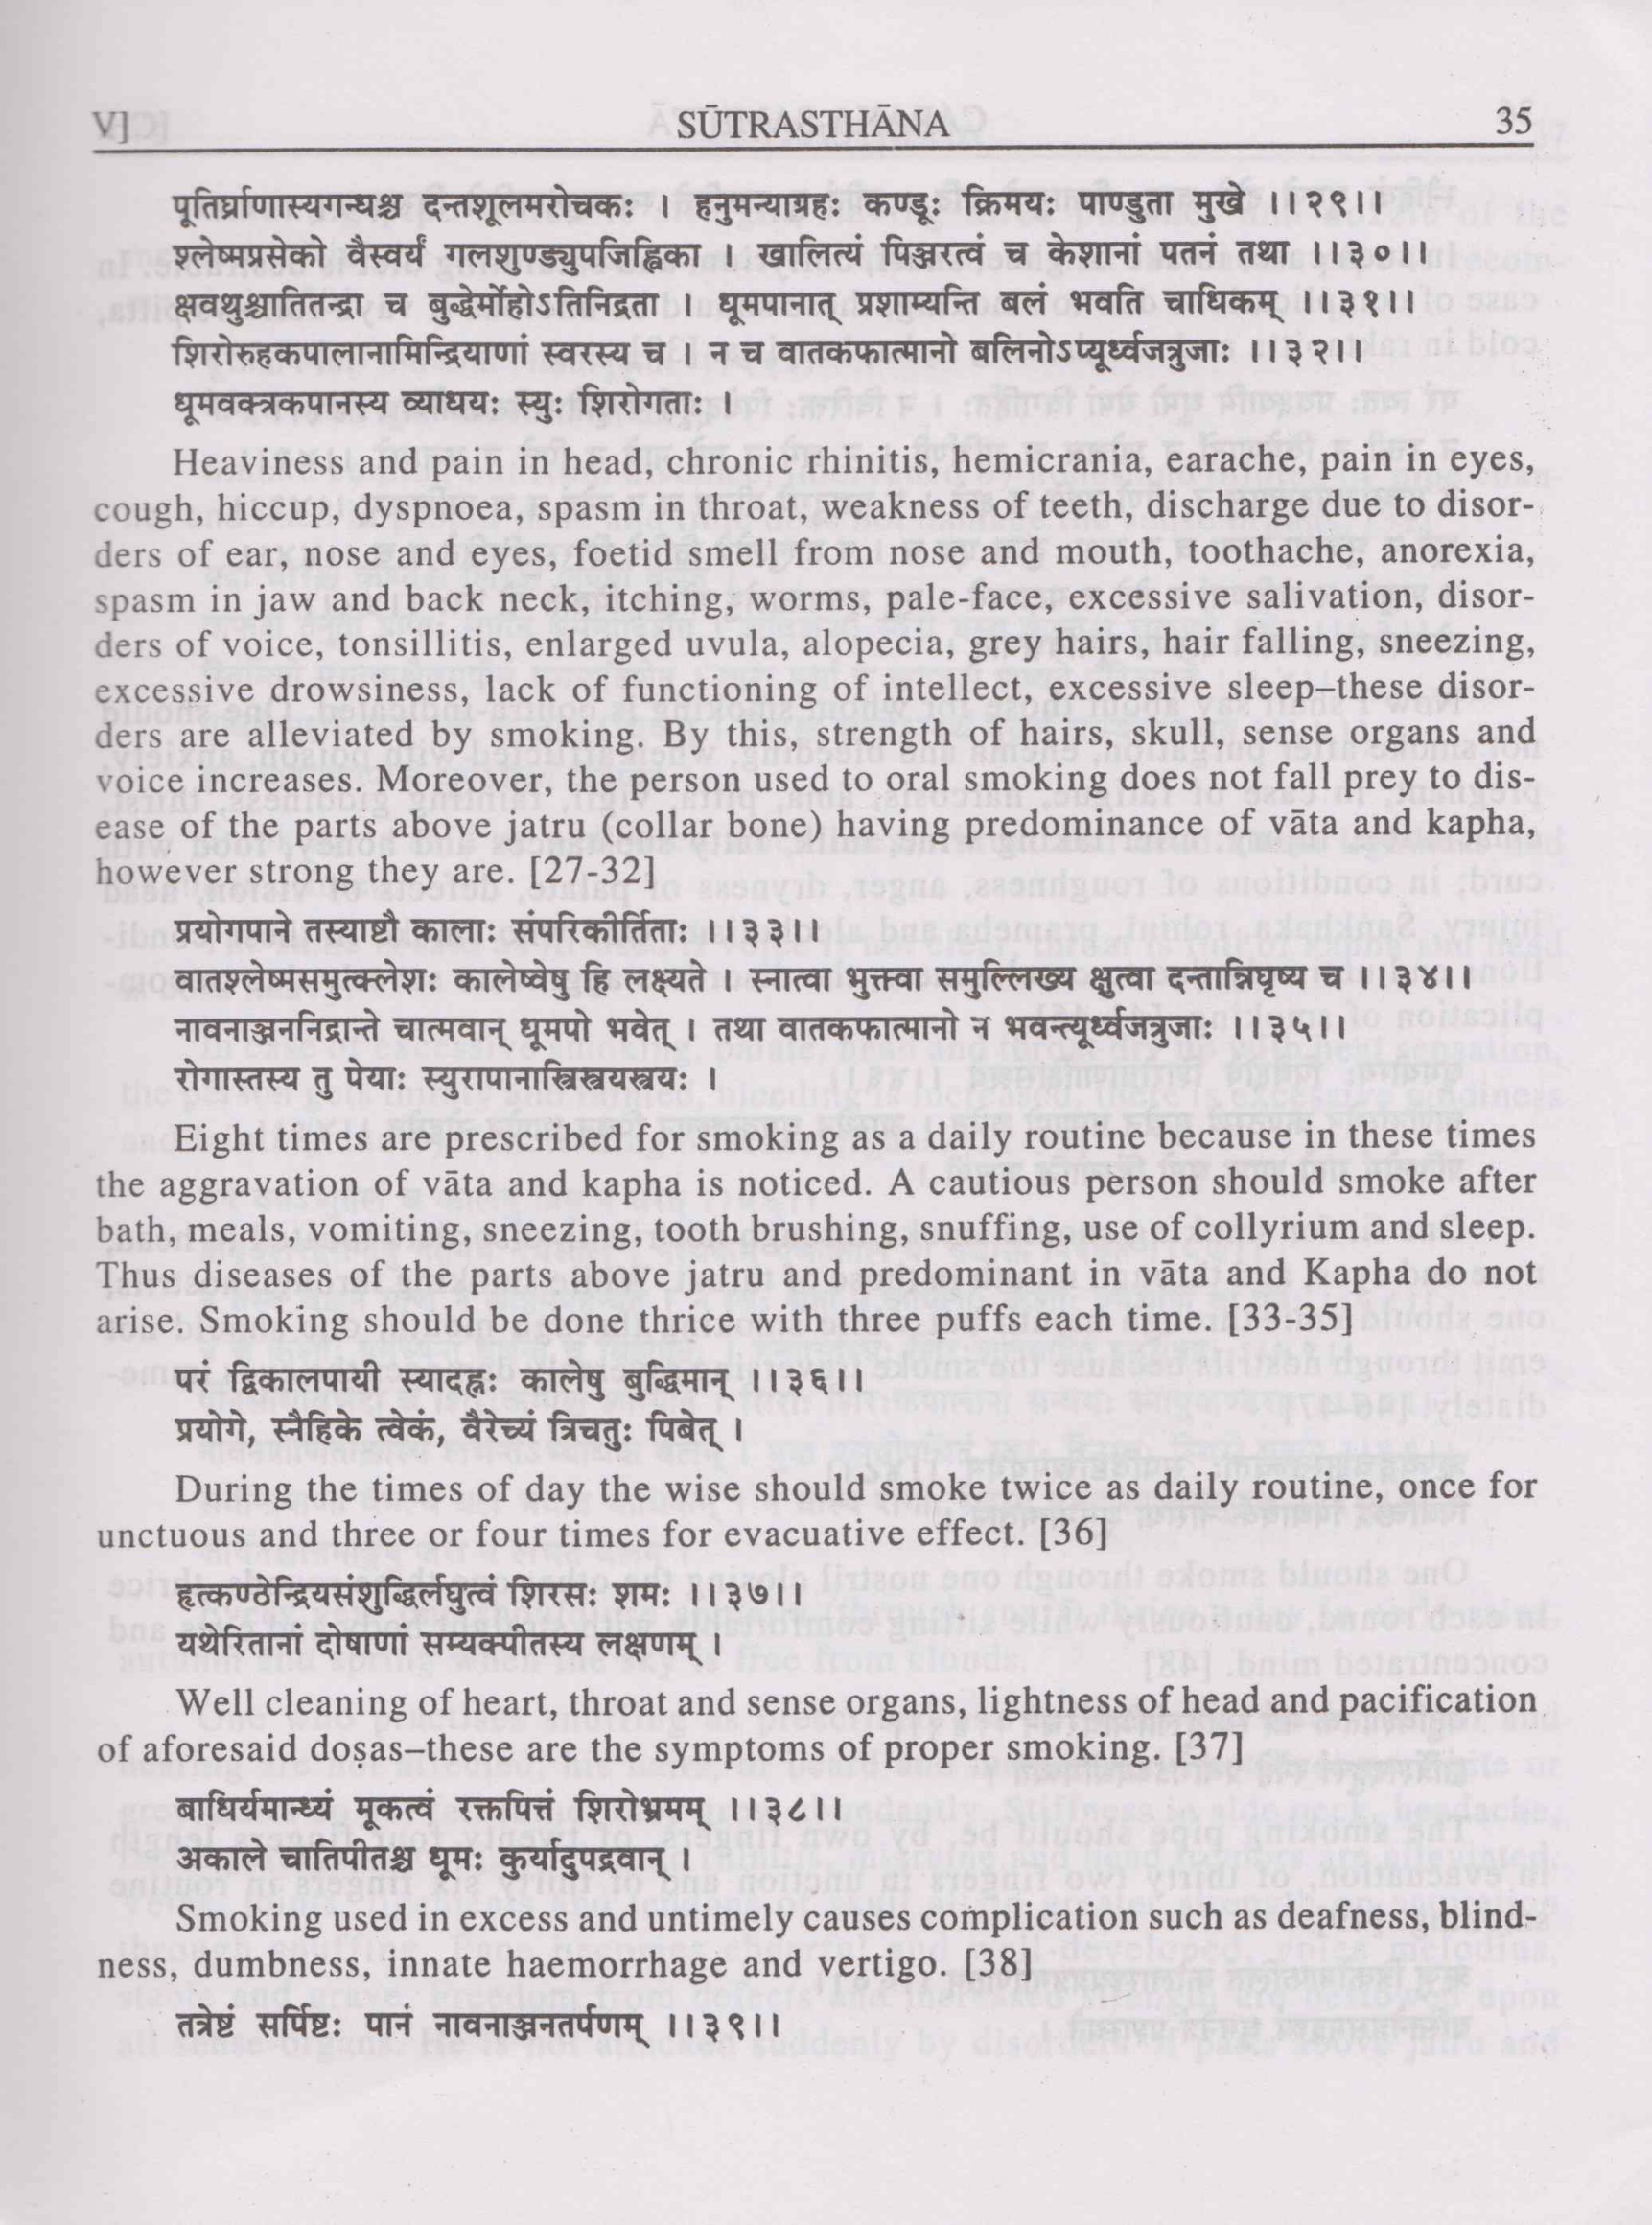 V]
SŪTRASTHĀNA
35
पूतिर्घ्राणास्यगन्धश्च दन्तशूलमरोचकः । हनुमन्याग्रहः कण्डूः क्रिमयः पाण्डुता मुखे ।।२९।।
श्लेष्मप्रसेको वैस्वर्यं गलशुण्ड्युपजिह्विका । खालित्यं पिञ्जरत्वं च केशानां पतनं तथा ।।३०।।
क्षवथुश्चातितन्द्रा च बुद्धेर्मोहोऽतिनिद्रता । धूमपानात् प्रशाम्यन्ति बलं भवति चाधिकम् ।।३१।।
शिरोरुहकपालानामिन्द्रियाणां स्वरस्य च । न च वातकफात्मानो बलिनोऽप्यूर्ध्वजत्रुजाः ।।३२।।
धूमवक्त्रकपानस्य व्याधयः स्युः शिरोगताः ।
Heaviness and pain in head, chronic rhinitis, hemicrania, earache, pain in eyes,
cough, hiccup, dyspnoea, spasm in throat, weakness of teeth, discharge due to disor-
ders of ear, nose and eyes, foetid smell from nose and mouth, toothache, anorexia,
spasm in jaw and back neck, itching, worms, pale-face, excessive salivation, disor-
ders of voice, tonsillitis, enlarged uvula, alopecia, grey hairs, hair falling, sneezing,
excessive drowsiness, lack of functioning of intellect, excessive sleep–these disor-
ders are alleviated by smoking. By this, strength of hairs, skull, sense organs and
voice increases. Moreover, the person used to oral smoking does not fall prey to dis-
ease of the parts above jatru (collar bone) having predominance of vāta and kapha,
however strong they are. [27-32]
प्रयोगपाने तस्याष्टौ कालाः संपरिकीर्तिताः ।।३३।।
वातश्लेष्मसमुत्क्लेशः कालेष्वेषु हि लक्ष्यते । स्नात्वा भुक्त्वा समुल्लिख्य क्षुत्वा दन्तान्निघृष्य च ।।३४।।
नावनाञ्जननिद्रान्ते चात्मवान् धूमपो भवेत् । तथा वातकफात्मानो न भवन्त्यूर्ध्वजत्रुजाः ।।३५।।
रोगास्तस्य तु पेयाः स्युरापानास्त्रिस्त्रयस्त्रयः ।
Eight times are prescribed for smoking as a daily routine because in these times
the aggravation of vāta and kapha is noticed. A cautious person should smoke after
bath, meals, vomiting, sneezing, tooth brushing, snuffing, use of collyrium and sleep.
Thus diseases of the parts above jatru and predominant in vāta and Kapha do not
arise. Smoking should be done thrice with three puffs each time. [33-35]
परं द्विकालपायी स्यादह्नः कालेषु बुद्धिमान् ।।३६।।
प्रयोगे, स्नैहिके त्वेकं, वैरेच्यं त्रिचतुः पिबेत् ।
During the times of day the wise should smoke twice as daily routine, once for
unctuous and three or four times for evacuative effect. [36]
हृत्कण्ठेन्द्रियसंशुद्धिर्लघुत्वं शिरसः शमः ।।३७।।
यथेरितानां दोषाणां सम्यक्पीतस्य लक्षणम् ।
Well cleaning of heart, throat and sense organs, lightness of head and pacification
of aforesaid doṣas–these are the symptoms of proper smoking. [37]
बाधिर्यमान्ध्यं मूकत्वं रक्तपित्तं शिरोभ्रमम् ।।३८।।
अकाले चातिपीतश्च धूमः कुर्यादुपद्रवान् ।
Smoking used in excess and untimely causes complication such as deafness, blind-
ness, dumbness, innate haemorrhage and vertigo. [38]
तत्रेष्टं सर्पिष्टः पानं नावनाञ्जनतर्पणम् ।।३९।।